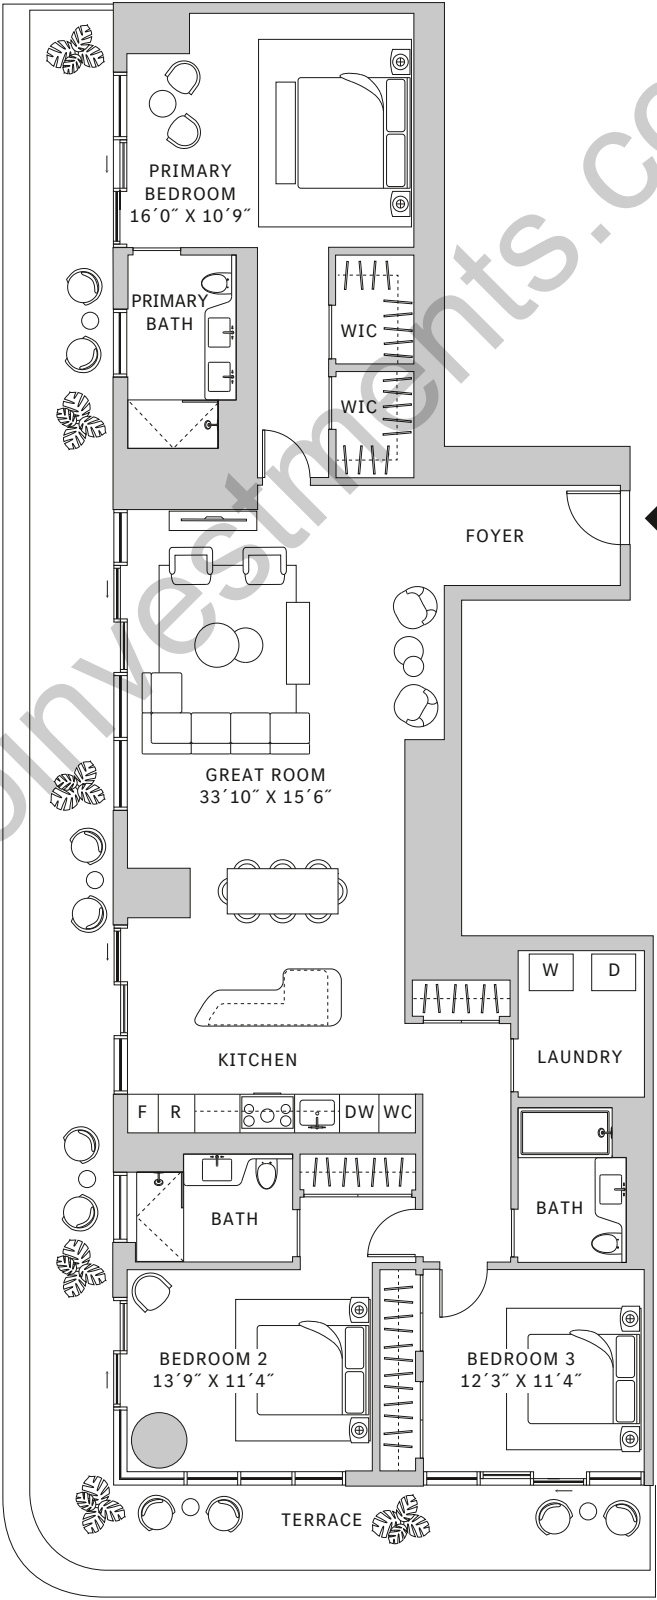 PRIMARY
BEDROOM
16´0˝ X 10´9˝
PRIMARY
BATH
WIC
WIC
FOYER
GREAT ROOM
33´10˝ X 15´6˝
W
D
LAUNDRY
KITCHEN
F
R
DW
WC
BATH
BATH
BEDROOM 2
13´9˝ X 11´4˝
BEDROOM 3
12´3˝ X 11´4˝
TERRACE